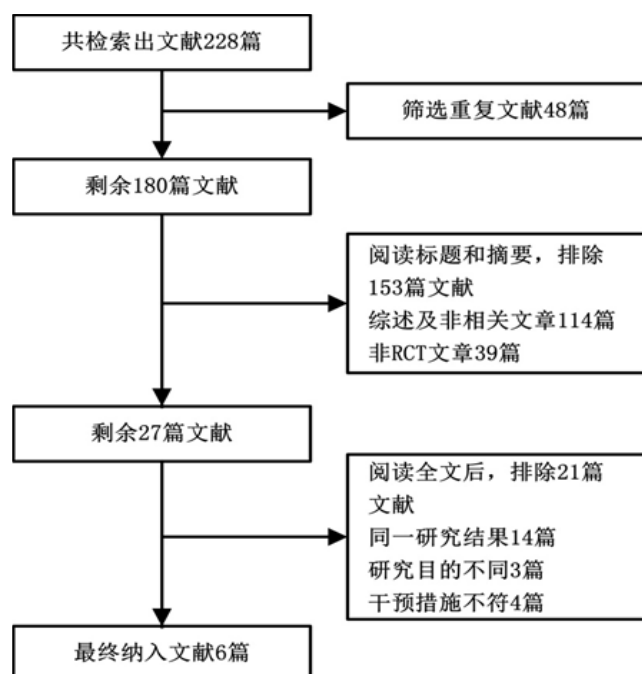 共检索出文献228篇
筛选重复文献48篇
剩余180篇文献
阅读标题和摘要，排除
153篇文献
综述及非相关文章114篇
非RCT文章39篇
剩余27篇文献
阅读全文后，排除21篇
文献
同一研究结果14篇
研究目的不同3篇
干预措施不符4篇
最终纳入文献6篇